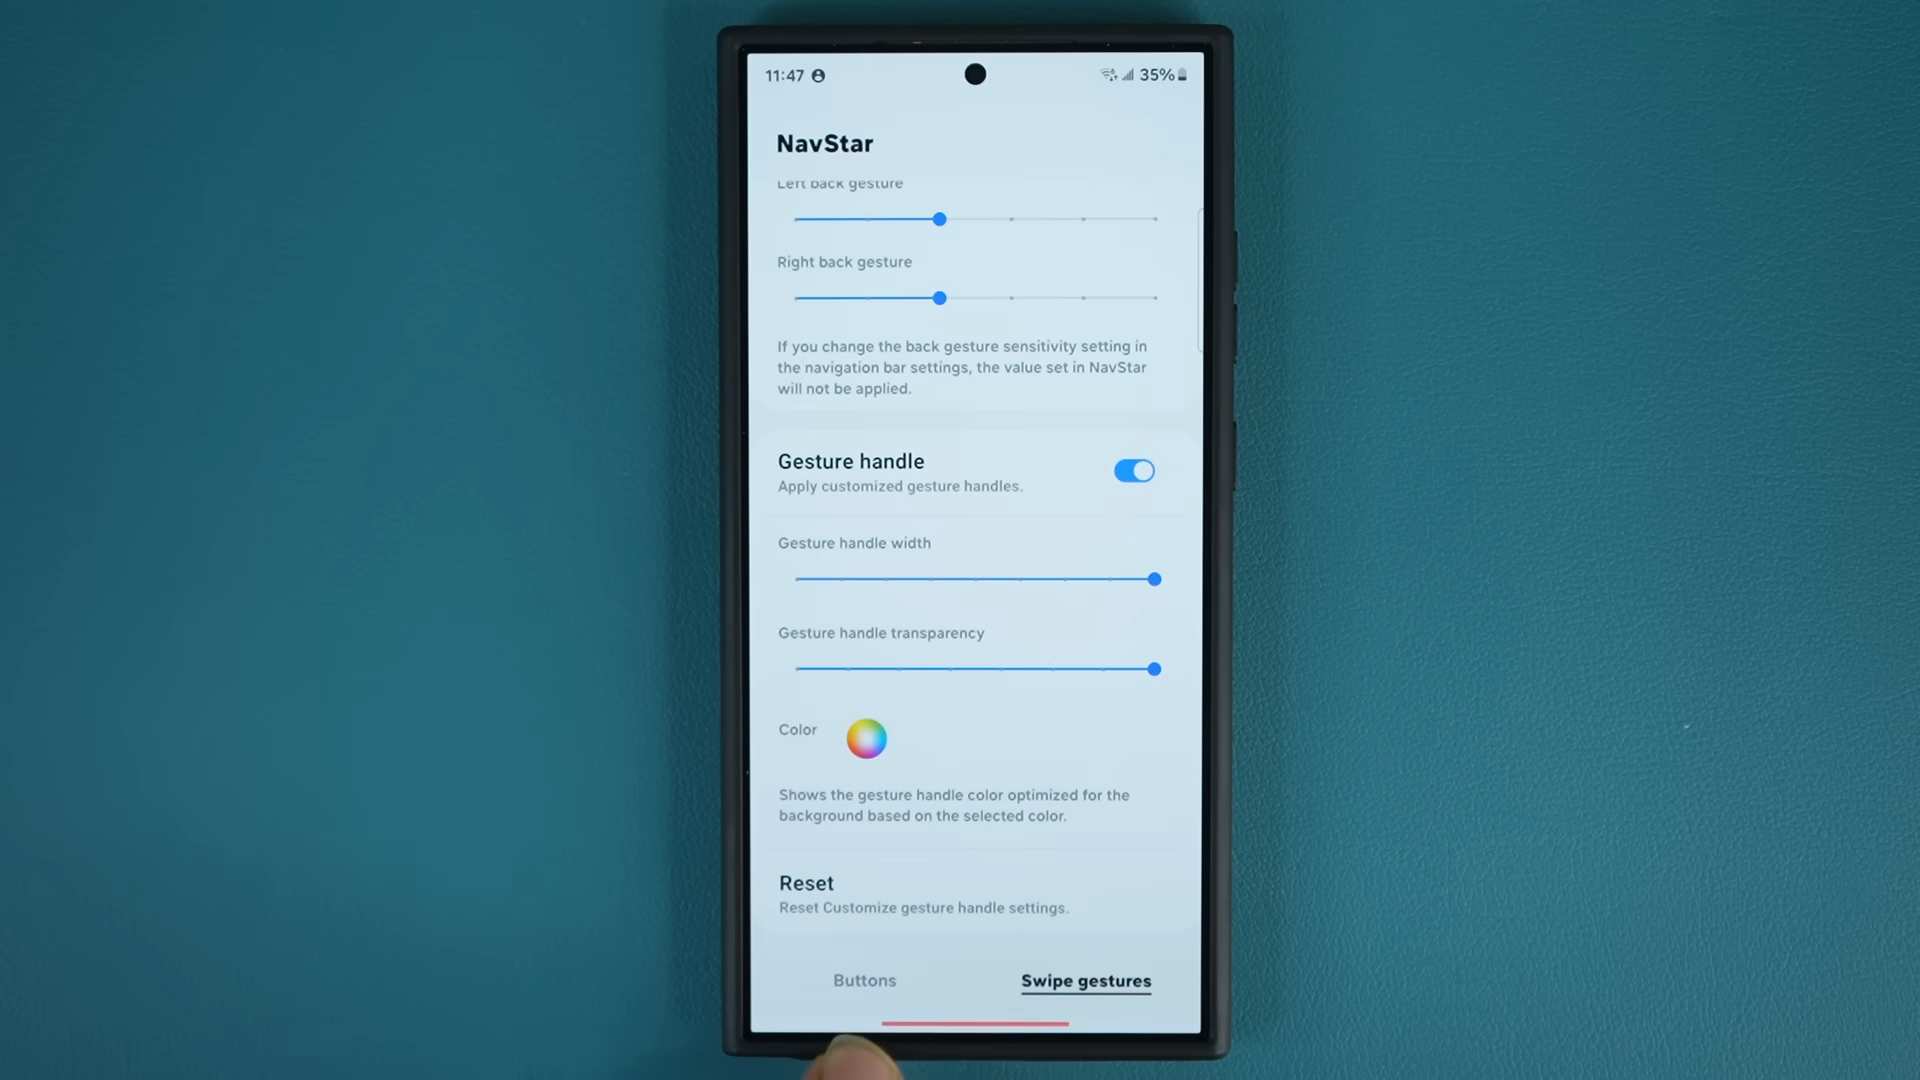 11:47
35%
NavStar
Left back gesture
Right back gesture
If you change the back gesture sensitivity setting in
the navigation bar settings, the value set in NavStar
will not be applied.
Gesture handle
Apply customized gesture handles.
Gesture handle width
Gesture handle transparency
Color
Shows the gesture handle color optimized for the
background based on the selected color.
Reset
Reset Customize gesture handle settings.
Buttons
Swipe gestures